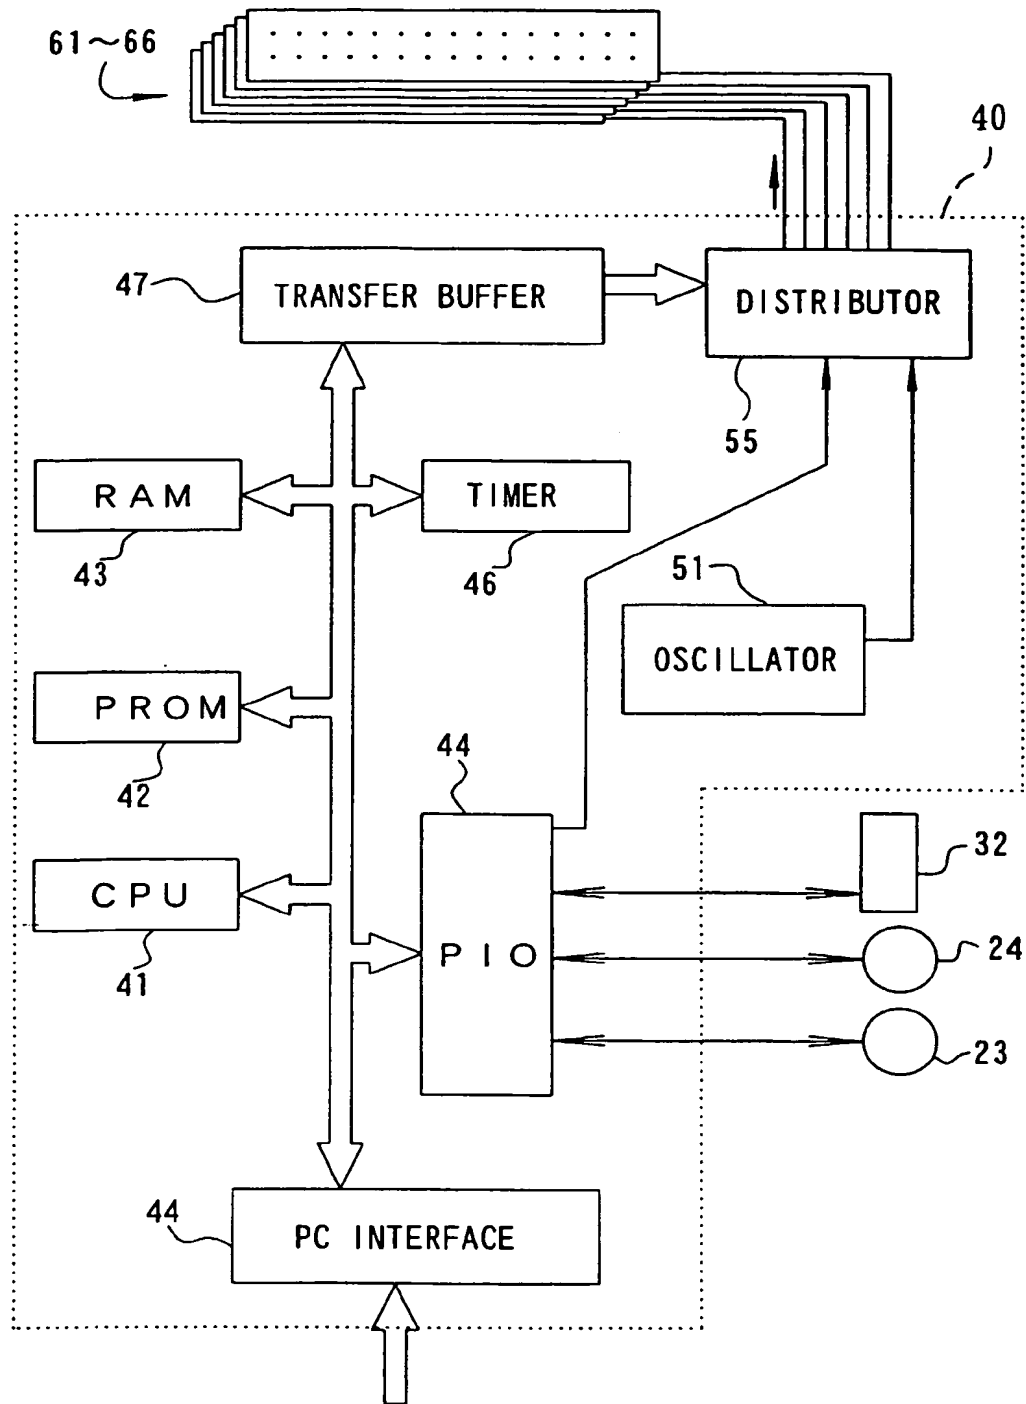 61~66
40
47
TRANSFER BUFFER
DISTRIBUTOR
55
RAM
43
TIMER
46
51
OSCILLATOR
PROM
42
44
PIO
32
CPU
41
24
23
44
PC INTERFACE